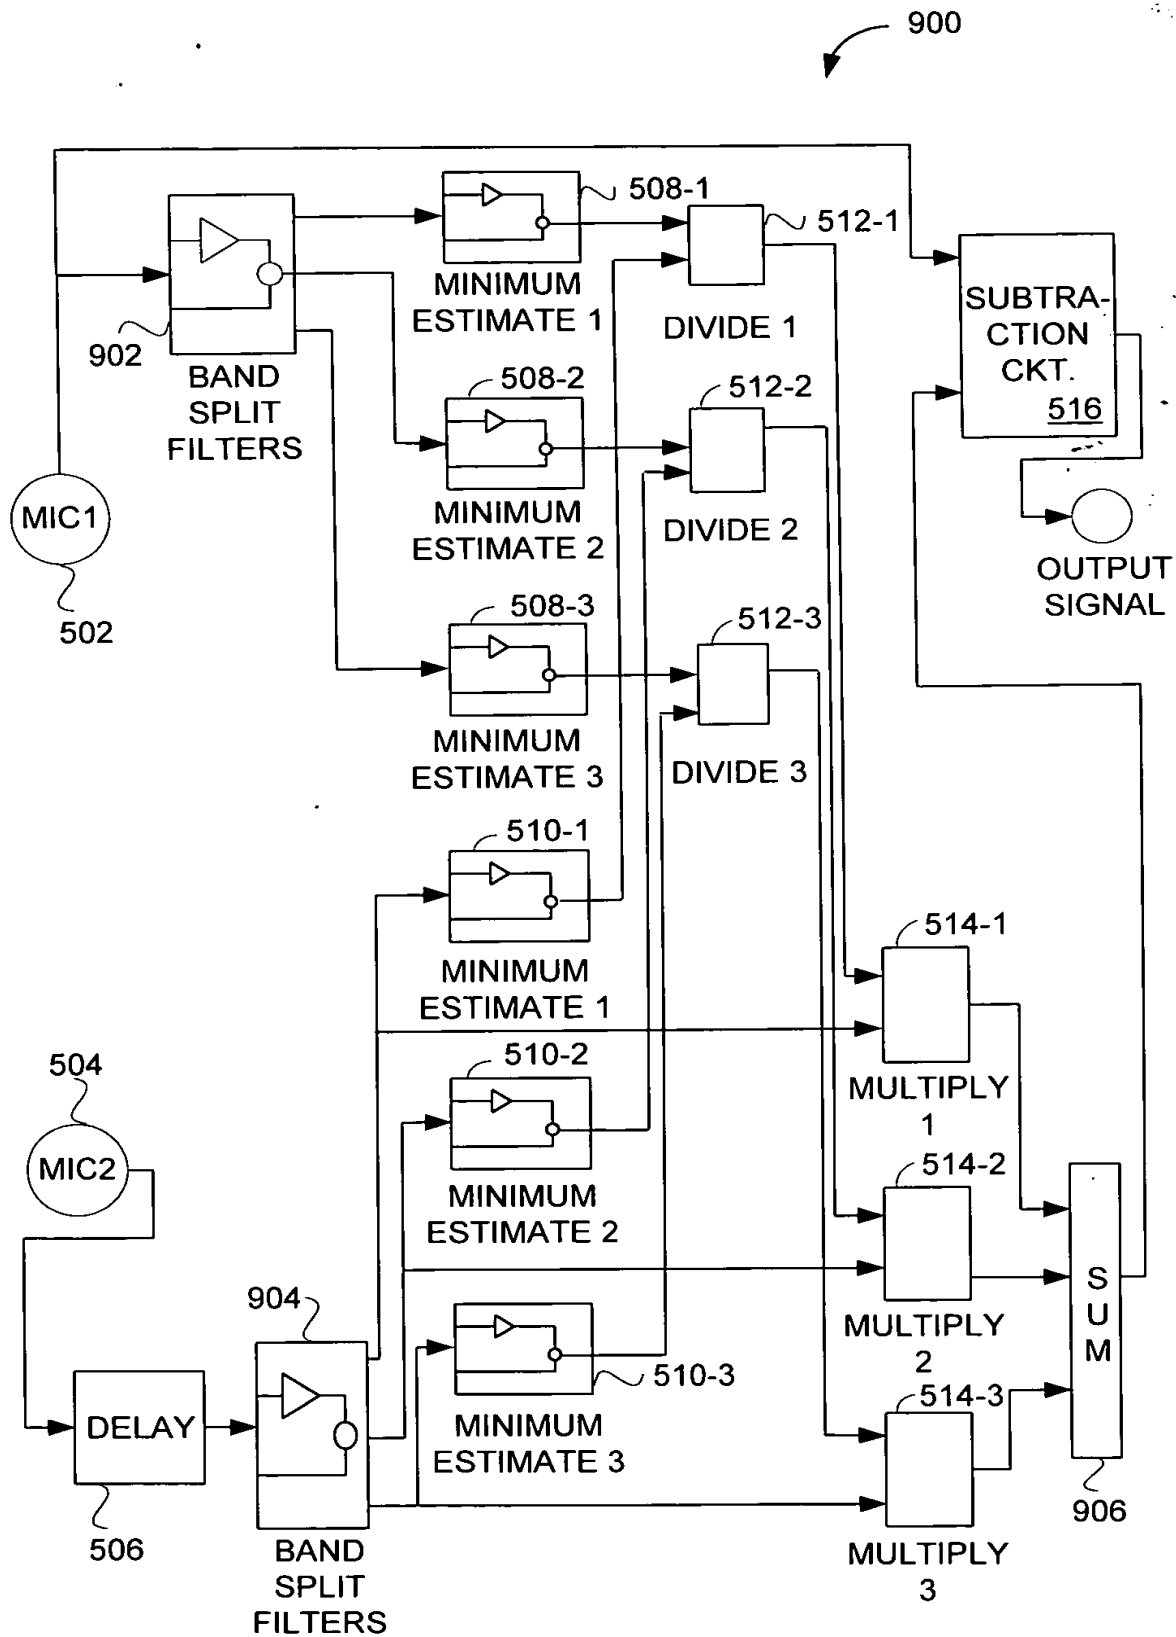 900
508-1
512-1
MINIMUM
ESTIMATE 1
DIVIDE 1
SUBTRA-
CTION
CKT.
516
902
BAND
SPLIT
FILTERS
508-2
512-2
MIC1
502
MINIMUM
ESTIMATE 2
DIVIDE 2
OUTPUT
SIGNAL
508-3
512-3
MINIMUM
ESTIMATE 3
DIVIDE 3
510-1
MINIMUM
ESTIMATE 1
514-1
MULTIPLY
1
504
MIC2
510-2
MINIMUM
ESTIMATE 2
514-2
MULTIPLY
2
SUM
906
904
510-3
MINIMUM
ESTIMATE 3
514-3
MULTIPLY
3
DELAY
506
BAND
SPLIT
FILTERS